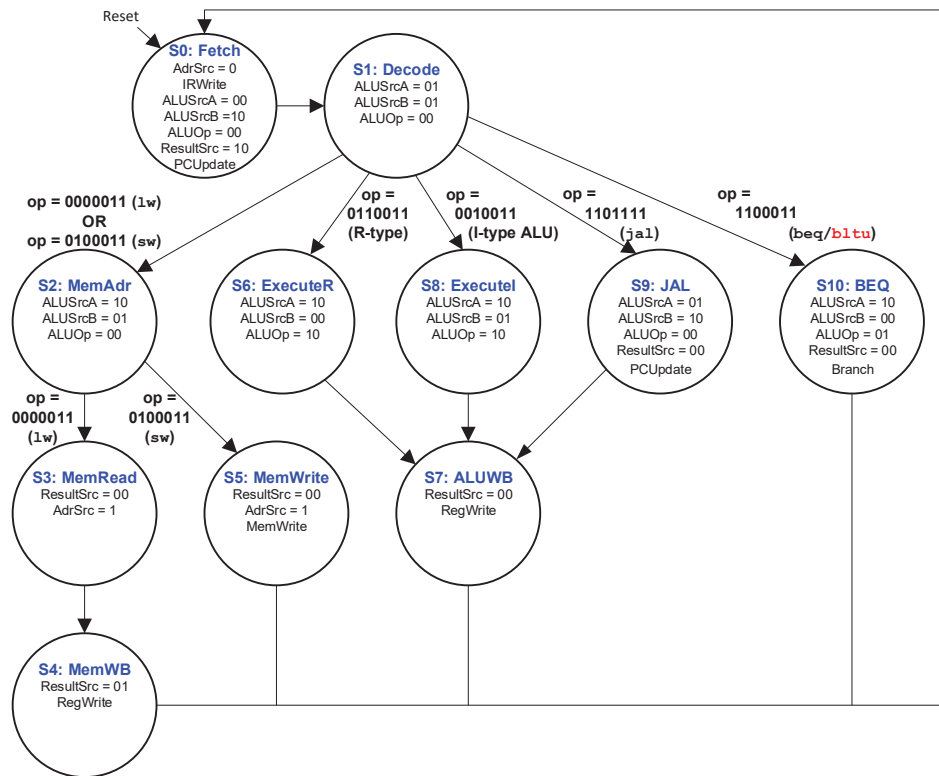 Reset
S0: Fetch
AdrSrc = 0
IRWrite
ALUSrcA = 00
ALUSrcB =10
ALUOp = 00
ResultSrc = 10
PCUpdate
S1: Decode
ALUSrcA = 01
ALUSrcB = 01
ALUOp = 00
op = 0000011 (lw)
OR
op = 0100011 (sw)
op =
0110011
(R-type)
op =
0010011
(I-type ALU)
op =
1101111
(jal)
op =
1100011
(beq/bltu)
S2: MemAdr
ALUSrcA = 10
ALUSrcB = 01
ALUOp = 00
S6: ExecuteR
ALUSrcA = 10
ALUSrcB = 00
ALUOp = 10
S8: ExecuteI
ALUSrcA = 10
ALUSrcB = 01
ALUOp = 10
S9: JAL
ALUSrcA = 01
ALUSrcB = 10
ALUOp = 00
ResultSrc = 00
PCUpdate
S10: BEQ
ALUSrcA = 10
ALUSrcB = 00
ALUOp = 01
ResultSrc = 00
Branch
op =
0000011
(lw)
op =
0100011
(sw)
S3: MemRead
ResultSrc = 00
AdrSrc = 1
S5: MemWrite
ResultSrc = 00
AdrSrc = 1
MemWrite
S7: ALUWB
ResultSrc = 00
RegWrite
S4: MemWB
ResultSrc = 01
RegWrite